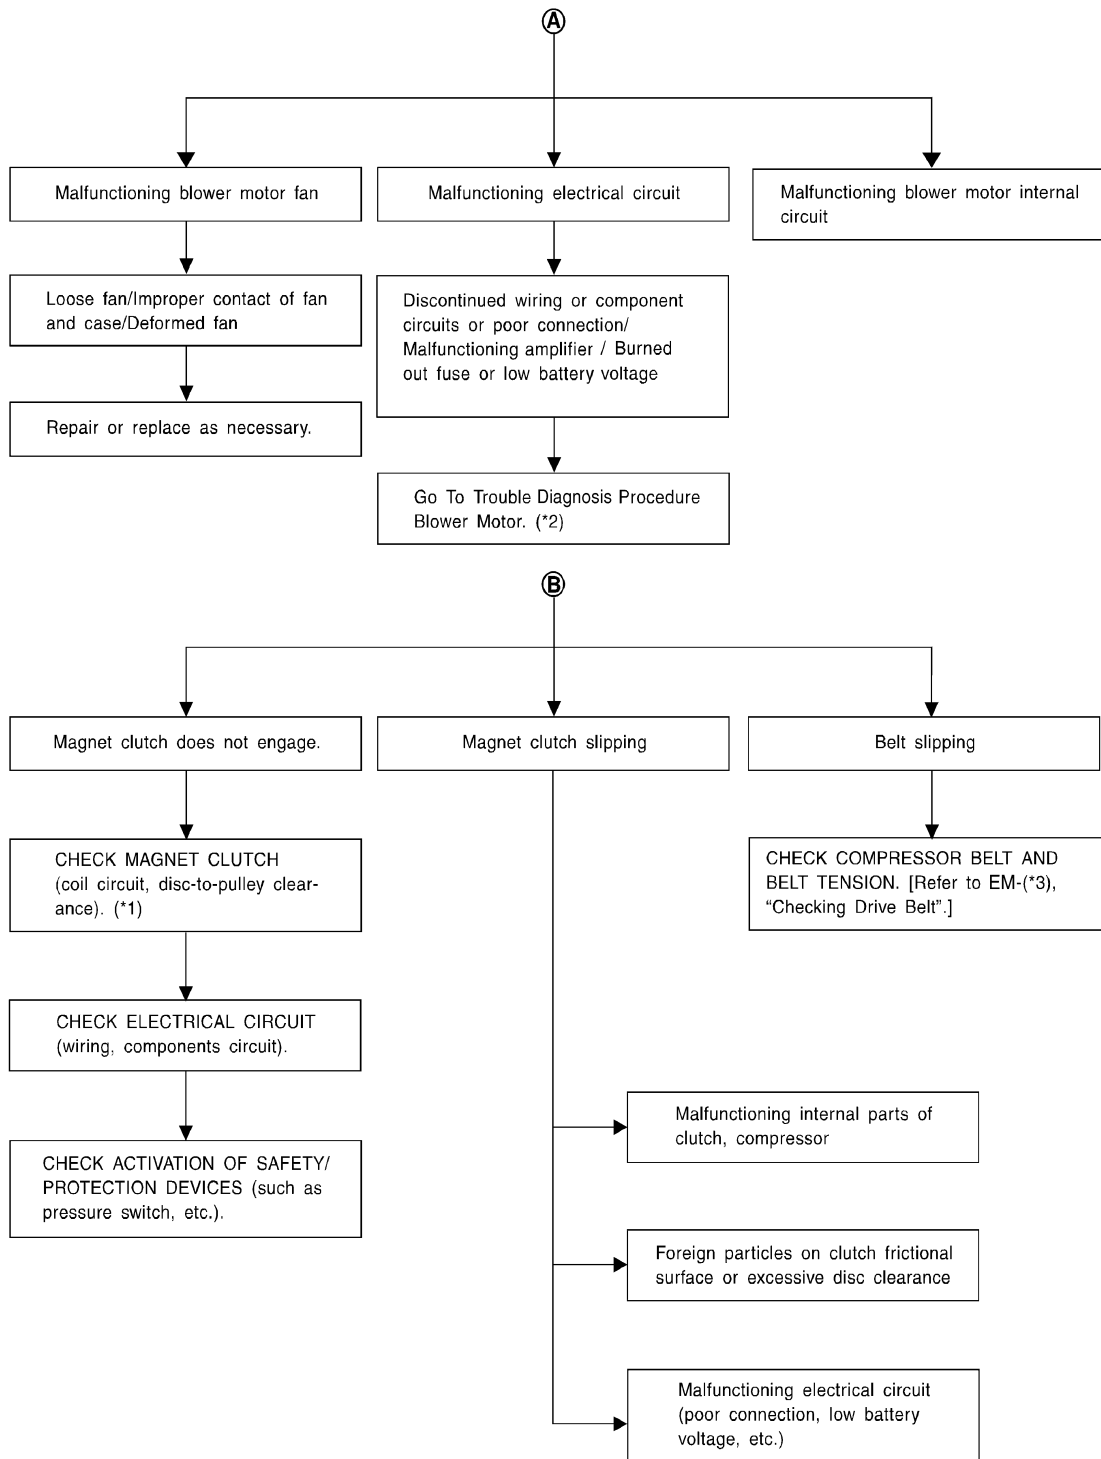 A
Malfunctioning blower motor fan
Malfunctioning electrical circuit
Malfunctioning blower motor internal
circuit
Loose fan/Improper contact of fan
and case/Deformed fan
Discontinued wiring or component
circuits or poor connection/
Malfunctioning amplifier / Burned
out fuse or low battery voltage
Repair or replace as necessary.
Go To Trouble Diagnosis Procedure
Blower Motor. (*2)
B
Magnet clutch does not engage.
Magnet clutch slipping
Belt slipping
CHECK MAGNET CLUTCH
(coil circuit, disc-to-pulley clear-
ance). (*1)
CHECK COMPRESSOR BELT AND
BELT TENSION. [Refer to EM-(*3),
“Checking Drive Belt”.]
CHECK ELECTRICAL CIRCUIT
(wiring, components circuit).
CHECK ACTIVATION OF SAFETY/
PROTECTION DEVICES (such as
pressure switch, etc.).
Malfunctioning internal parts of
clutch, compressor
Foreign particles on clutch frictional
surface or excessive disc clearance
Malfunctioning electrical circuit
(poor connection, low battery
voltage, etc.)